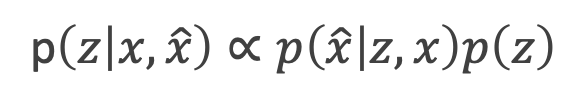 p(z|x, x̂) ∝ p(x̂|z, x)p(z)